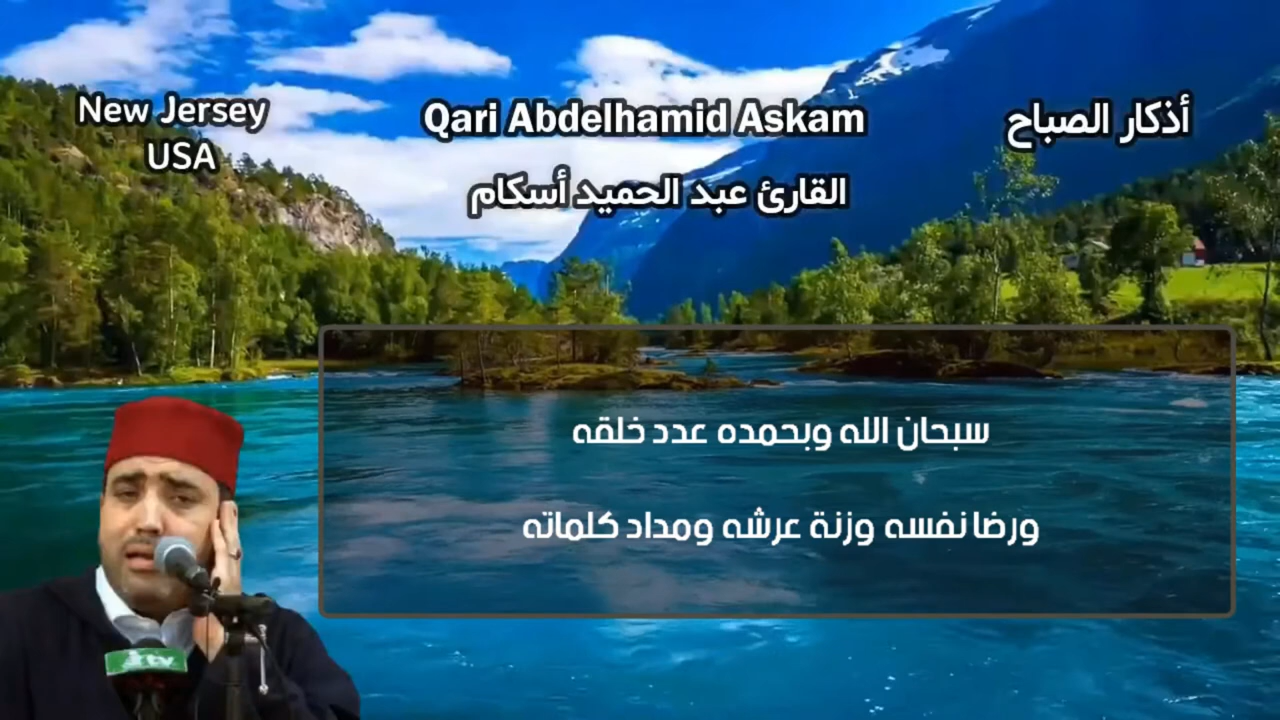 New Jersey
USA
Qari Abdelhamid Askam
القارئ عبد الحميد أسكام
أذكار الصباح
سبحان الله وبحمده عدد خلقه
ورضا نفسه وزنة عرشه ومداد كلماته
tv